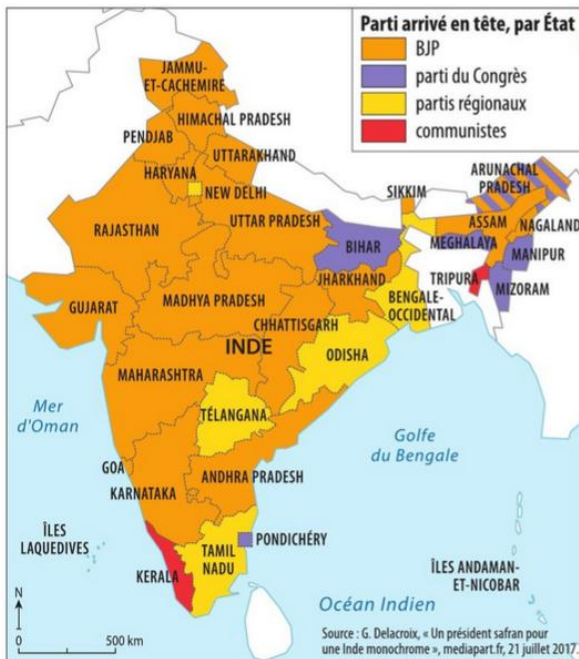 Parti arrivé en tête, par État
BJP
parti du Congrès
partis régionaux
communistes
JAMMU-
ET-CACHEMIRE
HIMACHAL PRADESH
PENDJAB
UTTARAKHAND
HARYANA
NEW DELHI
RAJASTHAN
UTTAR PRADESH
SIKKIM
ARUNACHAL
PRADESH
ASSAM
NAGALAND
BIHAR
MEGHALAYA
MANIPUR
JHARKHAND
TRIPURA
MIZORAM
GUJARAT
MADHYA PRADESH
BENGALE-
OCCIDENTAL
CHHATTISGARH
INDE
ODISHA
MAHARASHTRA
Mer
d'Oman
TÉLANGANA
Golfe
du Bengale
GOA
ANDHRA PRADESH
KARNATAKA
ÎLES
LAQUEDIVES
PONDICHÉRY
TAMIL
NADU
KERALA
ÎLES ANDAMAN-
ET-NICOBAR
Océan Indien
N
500 km
Source : G. Delacroix, « Un président safran pour
une Inde monochrome », mediapart.fr, 21 juillet 2017.